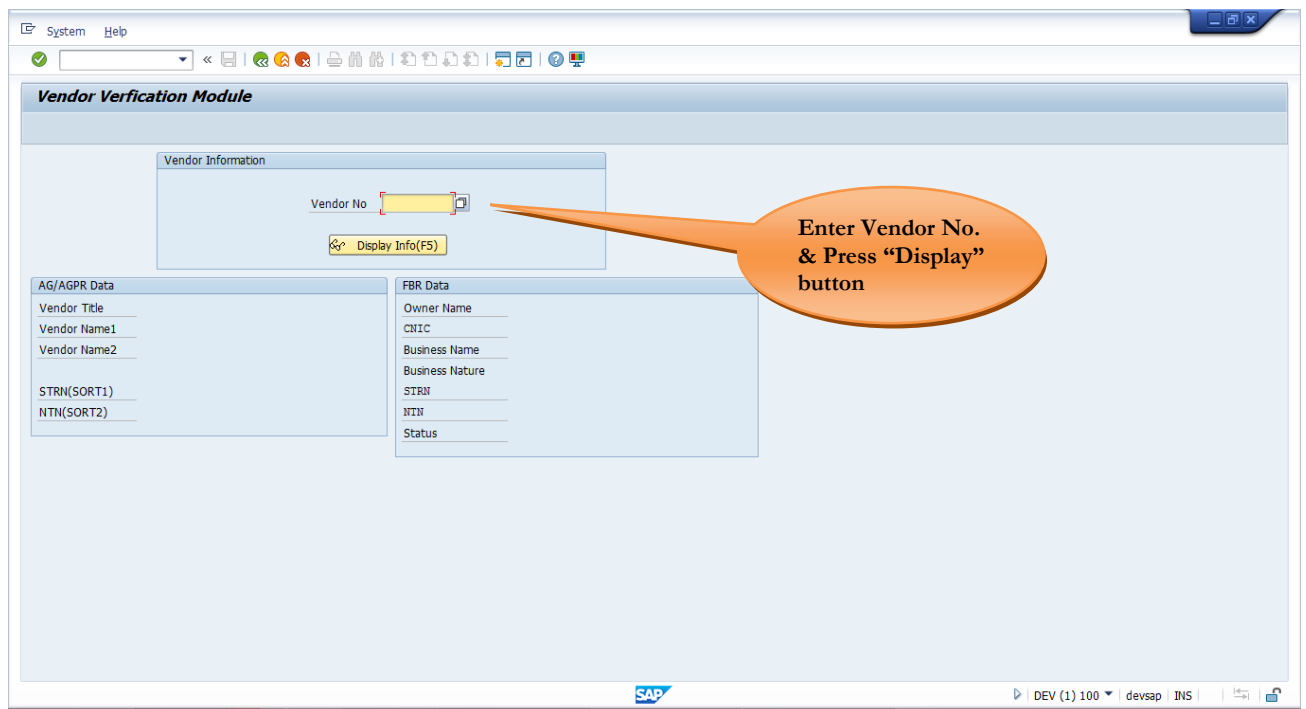 System Help
Vendor Verfication Module
Vendor Information
Vendor No
Display Info(F5)
Enter Vendor No.
& Press “Display”
button
AG/AGPR Data
Vendor Title
Vendor Name1
Vendor Name2
STRN(SORT1)
NTN(SORT2)
FBR Data
Owner Name
CNIC
Business Name
Business Nature
STRN
NTN
Status
SAP
DEV (1) 100 devsap INS